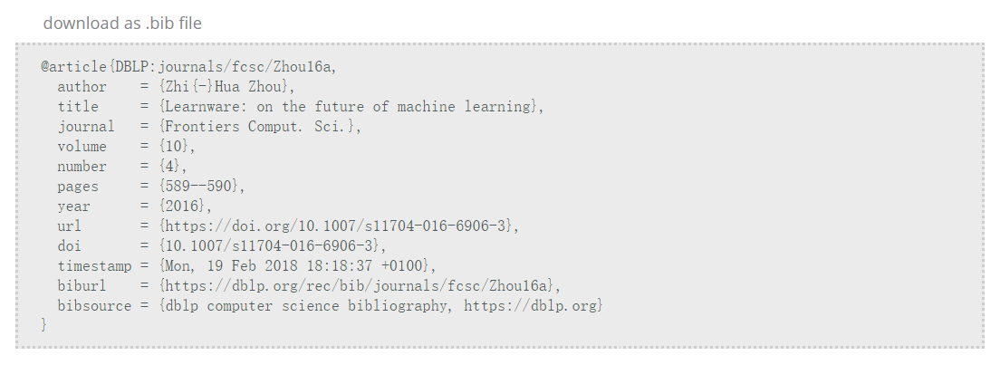 download as .bib file
@article{DBLP:journals/fcsc/Zhou16a,
  author    = {Zhi{-}Hua Zhou},
  title     = {Learnware: on the future of machine learning},
  journal   = {Frontiers Comput. Sci.},
  volume    = {10},
  number    = {4},
  pages     = {589--590},
  year      = {2016},
  url       = {https://doi.org/10.1007/s11704-016-6906-3},
  doi       = {10.1007/s11704-016-6906-3},
  timestamp = {Mon, 19 Feb 2018 18:18:37 +0100},
  biburl    = {https://dblp.org/rec/bib/journals/fcsc/Zhou16a},
  bibsource = {dblp computer science bibliography, https://dblp.org}
}